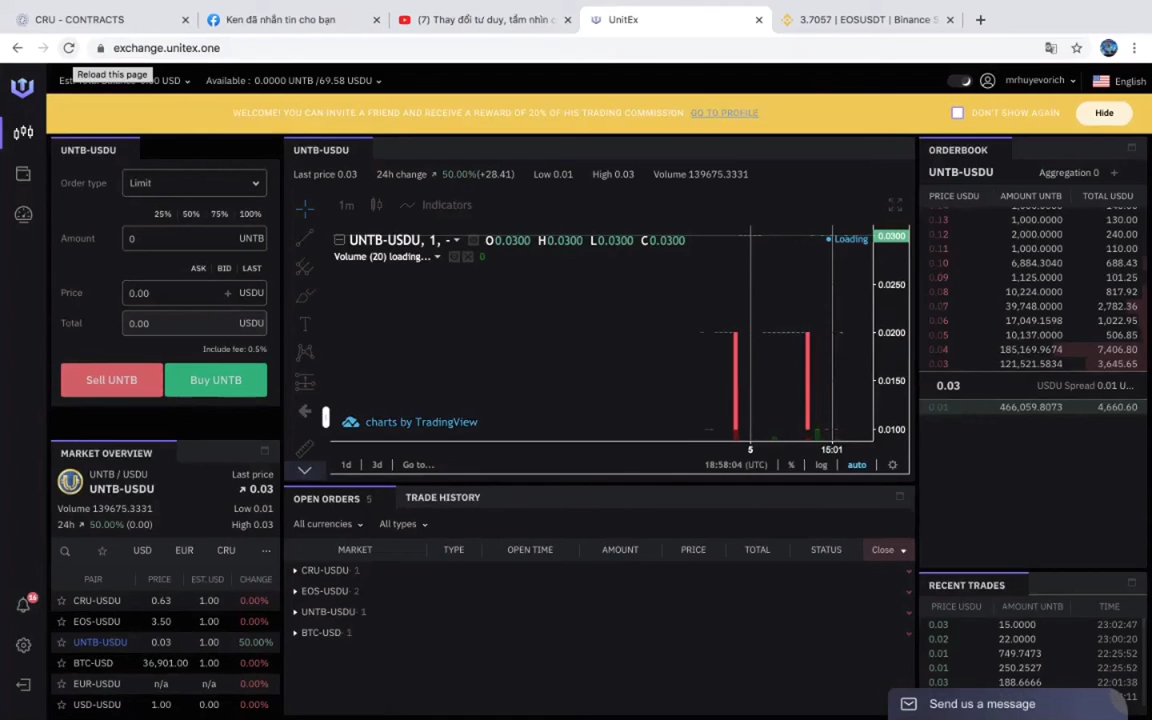 CRU - CONTRACTS
Ken đã nhắn tin cho bạn
(7) Thay đổi tư duy, tầm nhìn c
UnitEx
3.7057 | EOSUSDT | Binance S
exchange.unitex.one
Reload this page
USD
Available : 0.0000 UNTB /69.58 USDU
mrhuyevorich
English
WELCOME! YOU CAN INVITE A FRIEND AND RECEIVE A REWARD OF 20% OF HIS TRADING COMMISSION GO TO PROFILE
DON'T SHOW AGAIN
Hide
UNTB-USDU
Order type
Limit
25% 50% 75% 100%
Amount
0
UNTB
ASK BID LAST
Price
0.00
+ USDU
Total
0.00
USDU
Include fee: 0.5%
Sell UNTB
Buy UNTB
MARKET OVERVIEW
UNTB / USDU
Last price
UNTB-USDU
0.03
Volume 139675.3331
Low 0.01
24h 50.00% (0.00)
High 0.03
USD EUR CRU ...
PAIR PRICE EST. USD CHANGE
CRU-USDU 0.63 1.00 0.00%
EOS-USDU 3.50 1.00 0.00%
UNTB-USDU 0.03 1.00 50.00%
BTC-USD 36,901.00 1.00 0.00%
EUR-USDU n/a n/a 0.00%
USD-USDU 1.00 0.00 0.00%
16
UNTB-USDU
Last price 0.03
24h change 50.00%(+28.41)
Low 0.01
High 0.03
Volume 139675.3331
1m
Indicators
UNTB-USDU, 1, -
O0.0300 H0.0300 L0.0300 C0.0300
Loading
Volume (20) loading...
0
0.0300
0.0250
0.0200
0.0150
0.0100
charts by TradingView
5
15:01
1d 3d Go to...
18:58:04 (UTC) % log auto
OPEN ORDERS 5
TRADE HISTORY
All currencies
All types
MARKET TYPE OPEN TIME AMOUNT PRICE TOTAL STATUS Close
CRU-USDU 1
EOS-USDU 2
UNTB-USDU 1
BTC-USD 1
ORDERBOOK
UNTB-USDU
Aggregation 0 +
PRICE USDU AMOUNT UNTB TOTAL USDU
0.13 1,000.0000 130.00
0.12 2,000.0000 240.00
0.11 1,000.0000 110.00
0.10 6,884.3040 688.43
0.09 1,125.0000 101.25
0.08 10,224.0000 817.92
0.07 39,748.0000 2,782.36
0.06 17,049.1598 1,022.95
0.05 10,137.0000 506.85
0.04 185,169.9674 7,406.80
0.03 121,521.5834 3,645.65
0.03
USDU Spread 0.01 U...
0.01 466,059.8073 4,660.60
RECENT TRADES
PRICE USDU AMOUNT UNTB TIME
0.03 15.0000 23:02:47
0.02 22.0000 23:00:20
0.01 749.7473 22:25:52
0.01 250.2527 22:25:52
0.03 188.6666 22:01:38
Send us a message